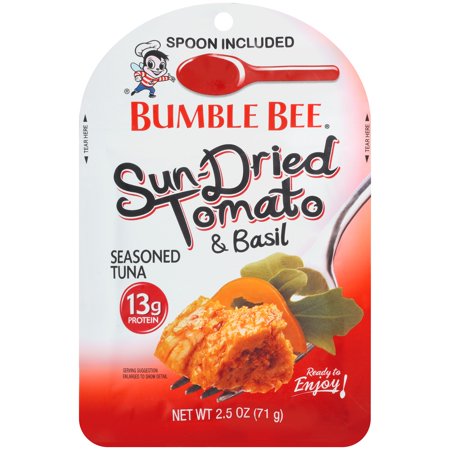 SPOON INCLUDED
BUMBLE BEE®
TEAR HERE
TEAR HERE
Sun-Dried
Tomato
& Basil
SEASONED
TUNA
13g
PROTEIN
SERVING SUGGESTION
ENLARGED TO SHOW DETAIL
Ready to
Enjoy!
NET WT 2.5 OZ (71 g)